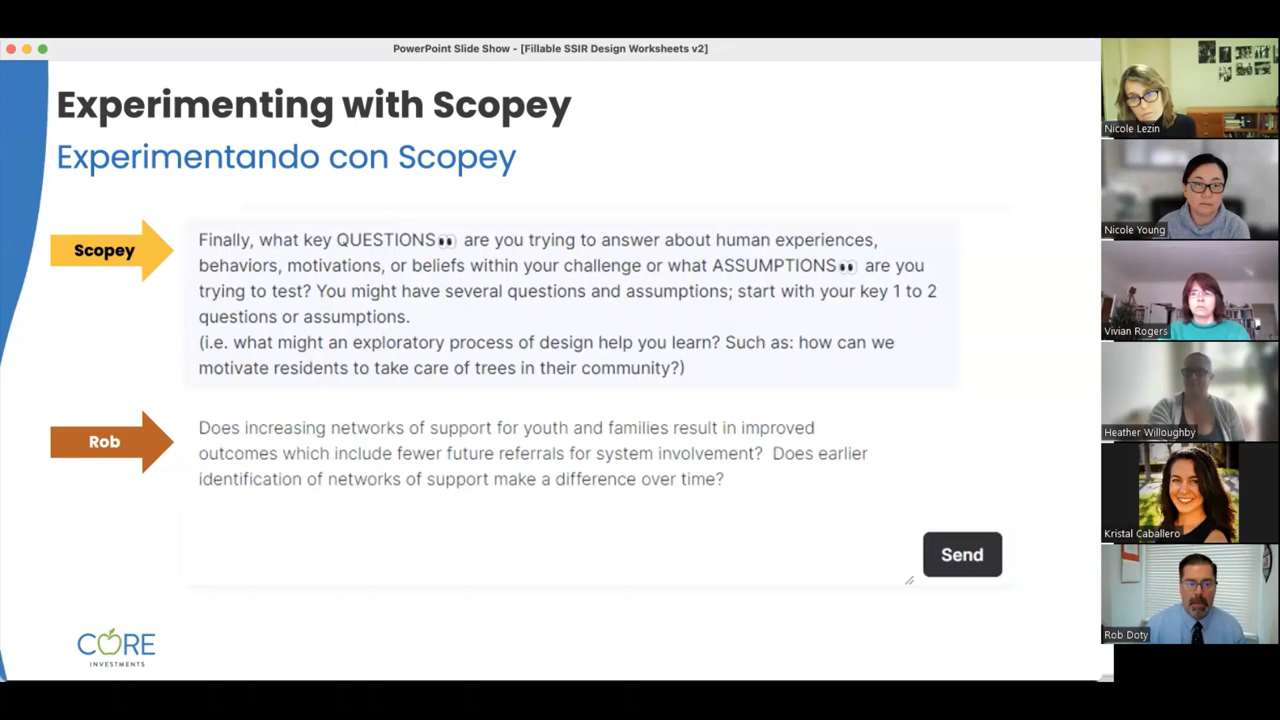 PowerPoint Slide Show - [Fillable SSIR Design Worksheets v2]
Experimenting with Scopey
Experimentando con Scopey
Scopey
Finally, what key QUESTIONS👀 are you trying to answer about human experiences,
behaviors, motivations, or beliefs within your challenge or what ASSUMPTIONS👀 are you
trying to test? You might have several questions and assumptions; start with your key 1 to 2
questions or assumptions.
(i.e. what might an exploratory process of design help you learn? Such as: how can we
motivate residents to take care of trees in their community?)
Rob
Does increasing networks of support for youth and families result in improved
outcomes which include fewer future referrals for system involvement?  Does earlier
identification of networks of support make a difference over time?
Send
CORE
INVESTMENTS
Nicole Lezin
Nicole Young
Vivian Rogers
Heather Willoughby
Kristal Caballero
Rob Doty